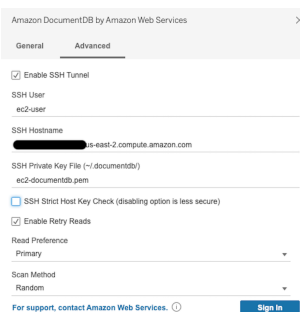 Amazon DocumentDB by Amazon Web Services
General Advanced
Enable SSH Tunnel
SSH User
ec2-user
SSH Hostname
us-east-2.compute.amazon.com
SSH Private Key File (~/.documentdb/)
ec2-documentdb.pem
SSH Strict Host Key Check (disabling option is less secure)
Enable Retry Reads
Read Preference
Primary
Scan Method
Random
For support, contact Amazon Web Services. Sign In